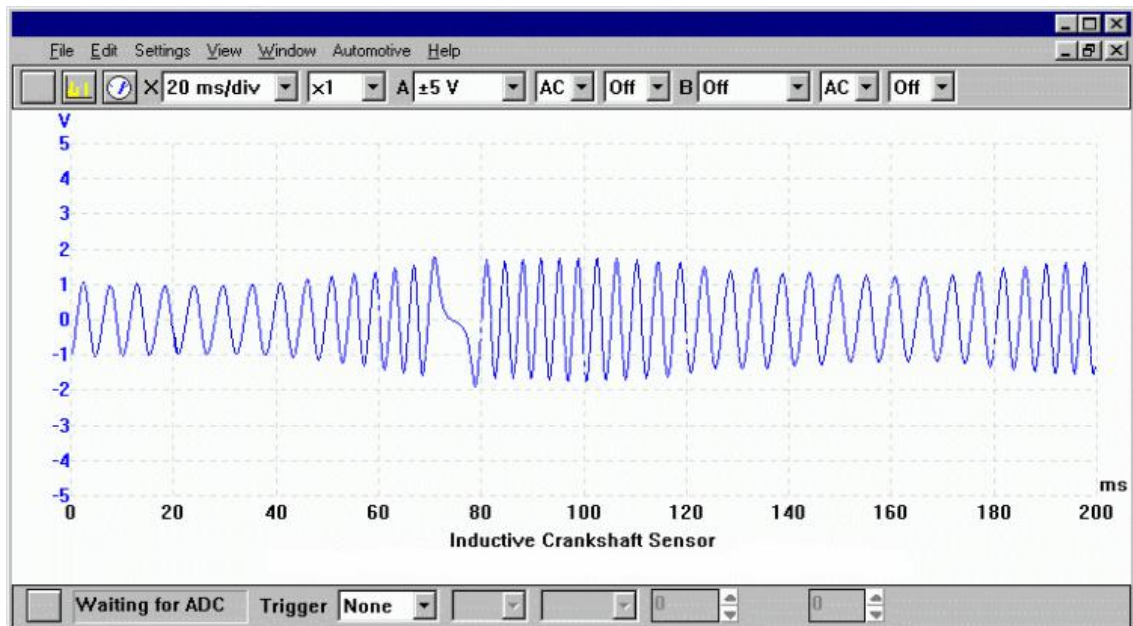 File Edit Settings View Window Automotive Help
X 20 ms/div x1 A ±5 V AC Off B Off AC Off
V
5
4
3
2
1
0
-1
-2
-3
-4
-5
ms
0 20 40 60 80 100 120 140 160 180 200
Inductive Crankshaft Sensor
Waiting for ADC Trigger None 0 0